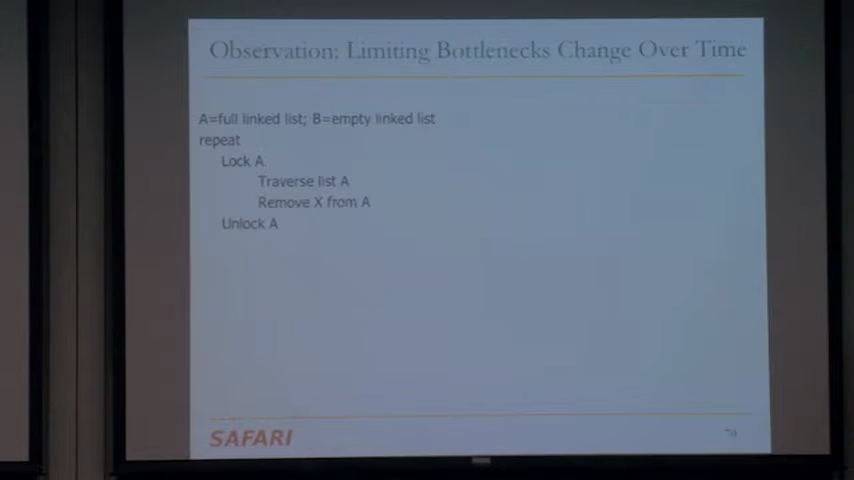 Observation: Limiting Bottlenecks Change Over Time
A=full linked list; B=empty linked list
repeat
Lock A
Traverse list A
Remove X from A
Unlock A
SAFARI